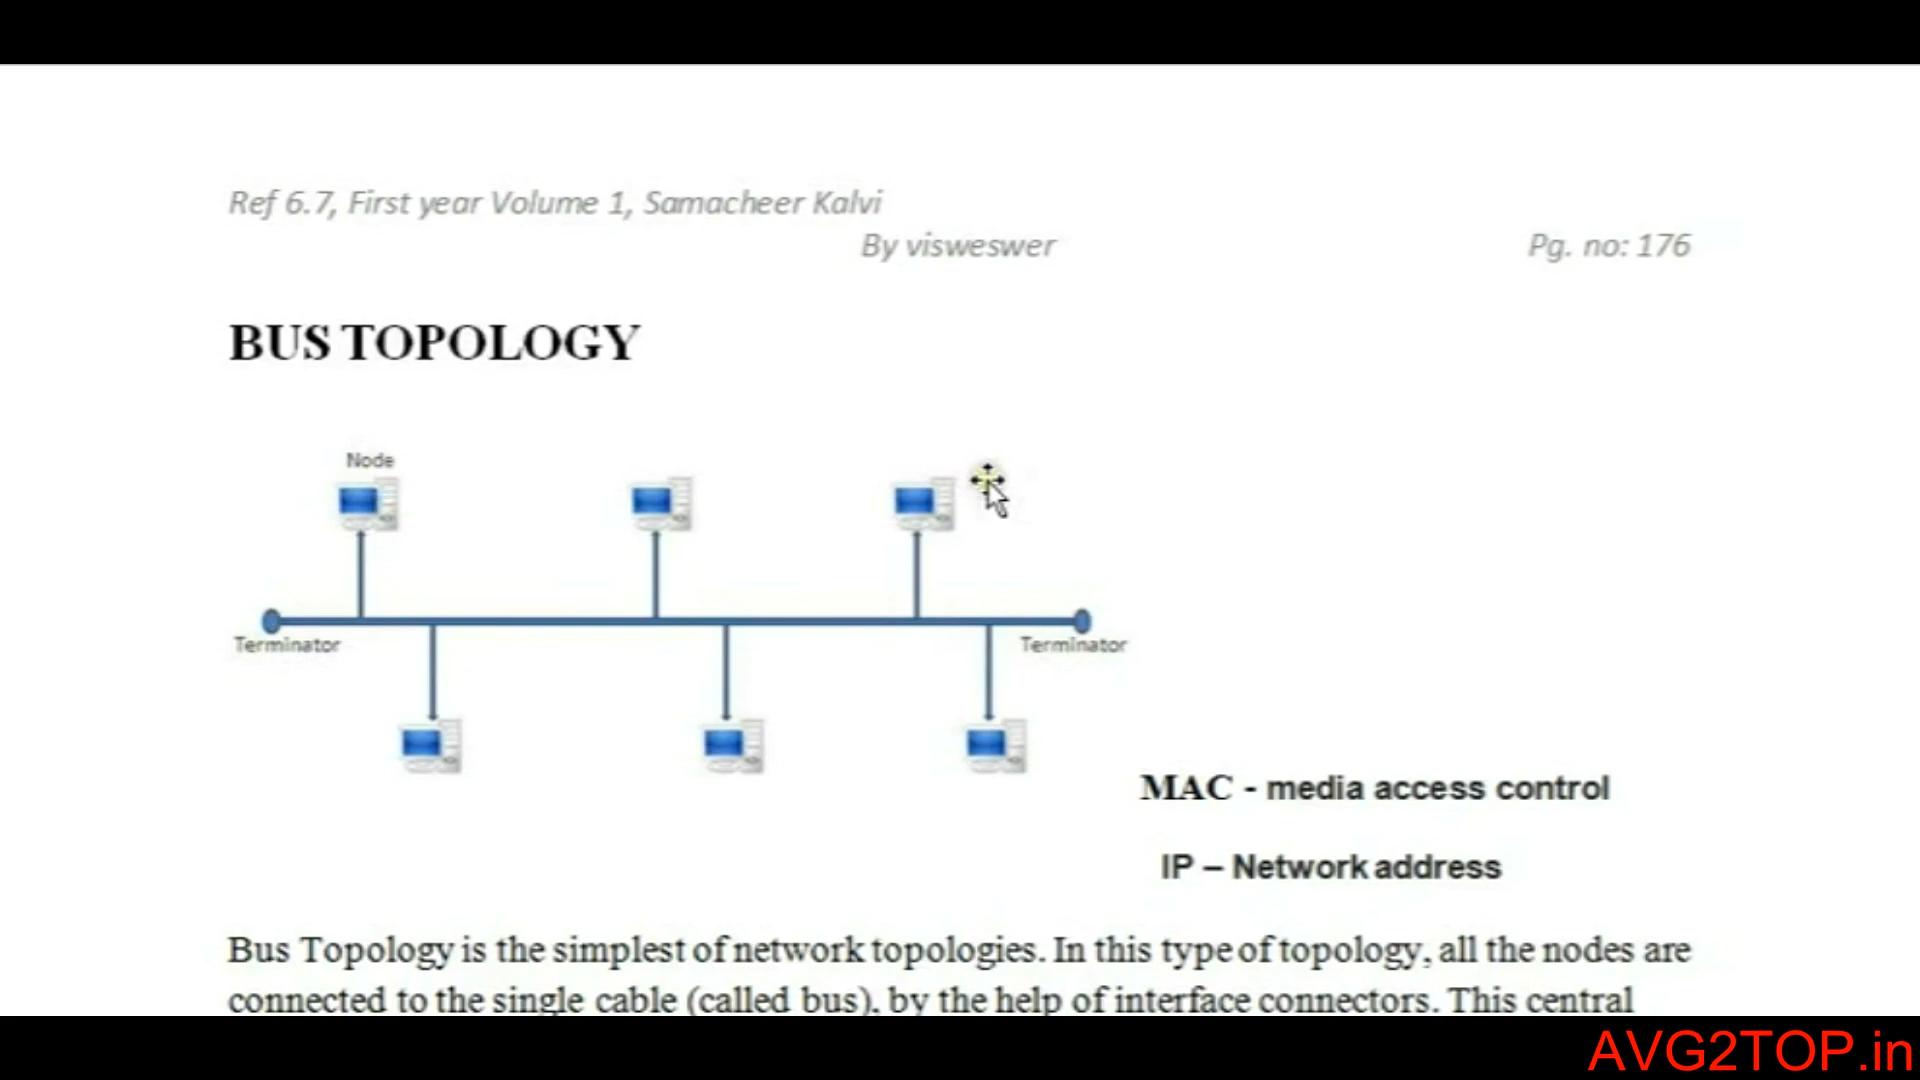 Ref 6.7, First year Volume 1, Samacheer Kalvi
By visweswer Pg. no: 176
BUS TOPOLOGY
Node
Terminator Terminator
MAC - media access control
IP – Network address
Bus Topology is the simplest of network topologies. In this type of topology, all the nodes are
connected to the single cable (called bus), by the help of interface connectors. This central
AVG2TOP.in